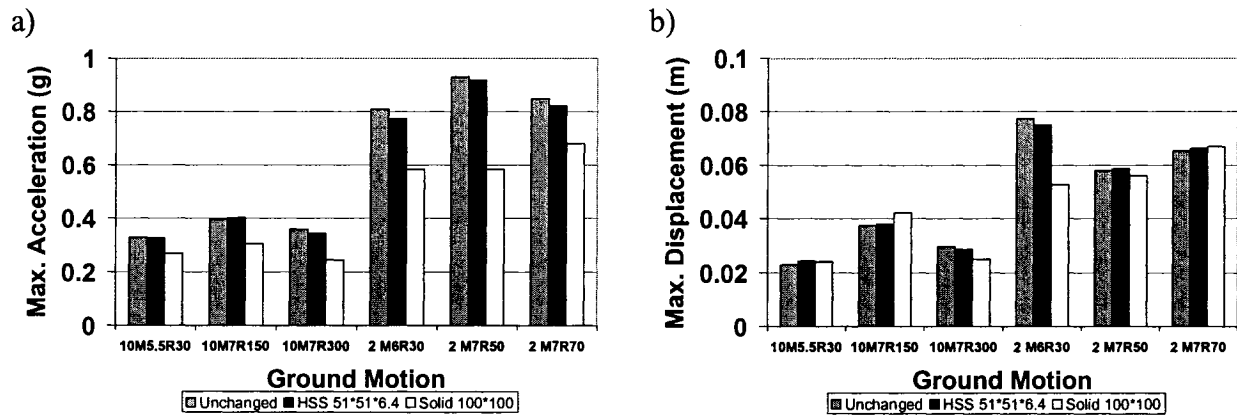 a)
Max. Acceleration (g)
1
0.8
0.6
0.4
0.2
0
10M5.5R30 10M7R150 10M7R300 2 M6R30 2 M7R50 2 M7R70
Ground Motion
Unchanged HSS 51*51*6.4 Solid 100*100
b)
Max. Displacement (m)
0.1
0.08
0.06
0.04
0.02
0
10M5.5R30 10M7R150 10M7R300 2 M6R30 2 M7R50 2 M7R70
Ground Motion
Unchanged HSS 51*51*6.4 Solid 100*100